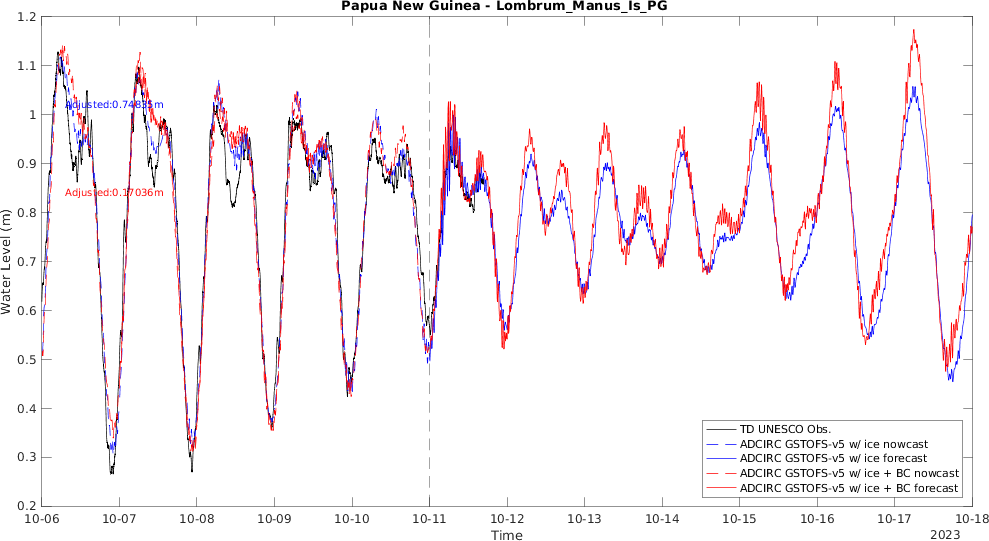 Papua New Guinea - Lombrum_Manus_Is_PG
1.2
1.1
1
0.9
0.8
0.7
0.6
0.5
0.4
0.3
0.2
Water Level (m)
Adjusted:0.74835m
Adjusted:0.17036m
TD UNESCO Obs.
ADCIRC GSTOFS-v5 w/ ice nowcast
ADCIRC GSTOFS-v5 w/ ice forecast
ADCIRC GSTOFS-v5 w/ ice + BC nowcast
ADCIRC GSTOFS-v5 w/ ice + BC forecast
10-06 10-07 10-08 10-09 10-10 10-11 10-12 10-13 10-14 10-15 10-16 10-17 10-18
Time
2023